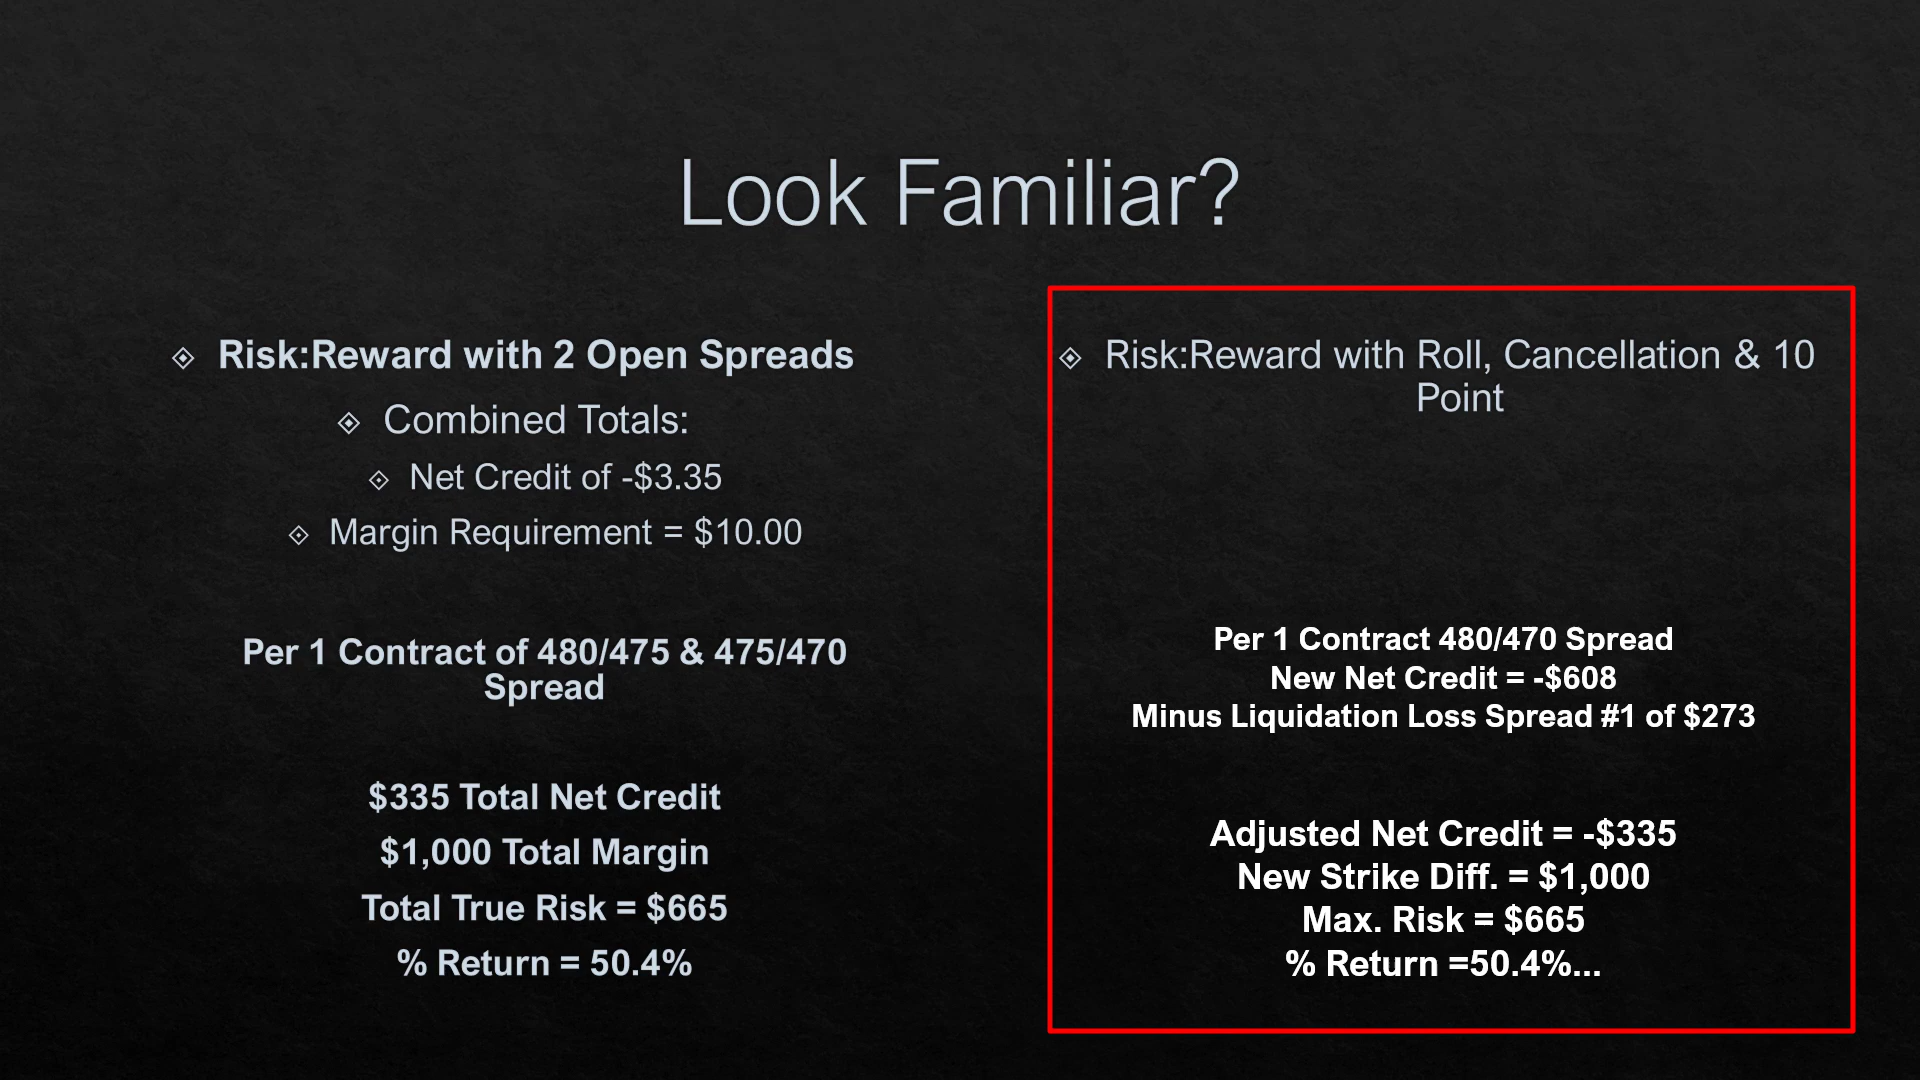 Look Familiar?
Risk:Reward with 2 Open Spreads
Combined Totals:
Net Credit of -$3.35
Margin Requirement = $10.00
Per 1 Contract of 480/475 & 475/470
Spread
$335 Total Net Credit
$1,000 Total Margin
Total True Risk = $665
% Return = 50.4%
Risk:Reward with Roll, Cancellation & 10
Point
Per 1 Contract 480/470 Spread
New Net Credit = -$608
Minus Liquidation Loss Spread #1 of $273
Adjusted Net Credit = -$335
New Strike Diff. = $1,000
Max. Risk = $665
% Return =50.4%...